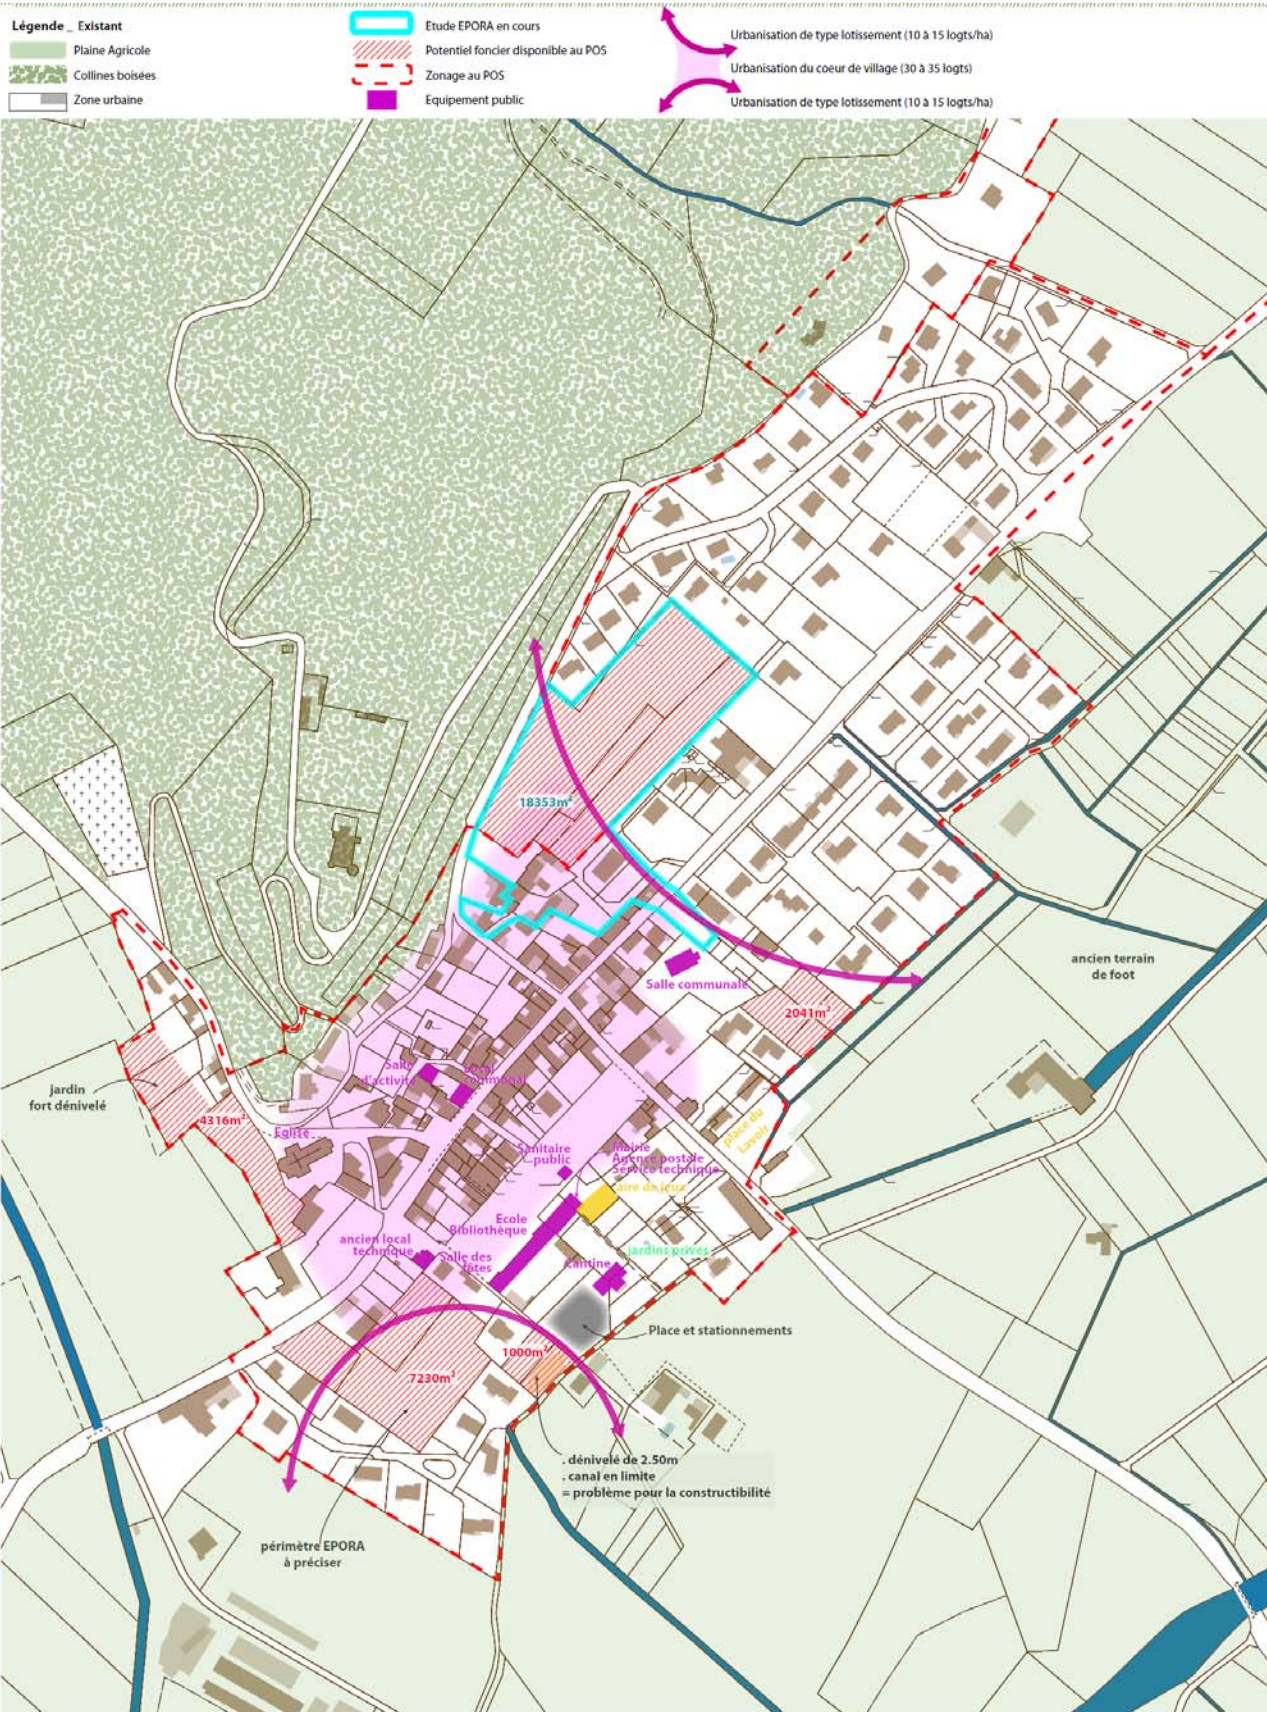 Légende _ Existant
Plaine Agricole
Collines boisées
Zone urbaine
Etude EPORA en cours
Potentiel foncier disponible au POS
Zonage au POS
Equipement public
Urbanisation de type lotissement (10 à 15 logts/ha)
Urbanisation du coeur de village (30 à 35 logts)
Urbanisation de type lotissement (10 à 15 logts/ha)
18353m²
ancien terrain
de foot
Salle communale
2041m²
jardin
fort dénivelé
4316m²
Salle
d'activité
Local
communal
Eglise
place du
Lavoir
Sanitaire
public
Mairie
Agence postale
Service technique
aire de jeux
Ecole
Bibliothèque
ancien local
technique
Salle des
fêtes
jardins privés
Cantine
Place et stationnements
1000m²
7230m²
. dénivelé de 2.50m
. canal en limite
= problème pour la constructibilité
périmètre EPORA
à préciser